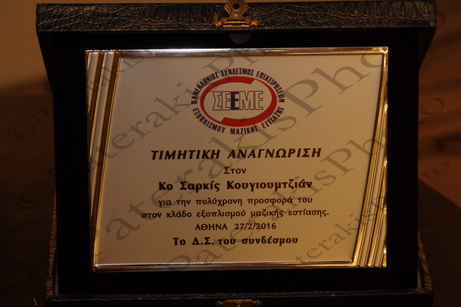 ΠΑΝΕΛΛΗΝΙΟΣ ΣΥΝΔΕΣΜΟΣ ΕΠΙΧΕΙΡΗΣΕΩΝ
ΣΕΕΜΕ
ΕΞΟΠΛΙΣΜΟΥ ΜΑΖΙΚΗΣ ΕΣΤΙΑΣΗΣ
ΤΙΜΗΤΙΚΗ ΑΝΑΓΝΩΡΙΣΗ
Στον
Κο Σαρκίς Κουγιουμτζιάν
για την πολύχρονη προσφορά του
στον κλάδο εξοπλισμού μαζικής εστίασης.
ΑΘΗΝΑ 27/2/2016
Το Δ.Σ. του συνδέσμου
PaterakisPhoto